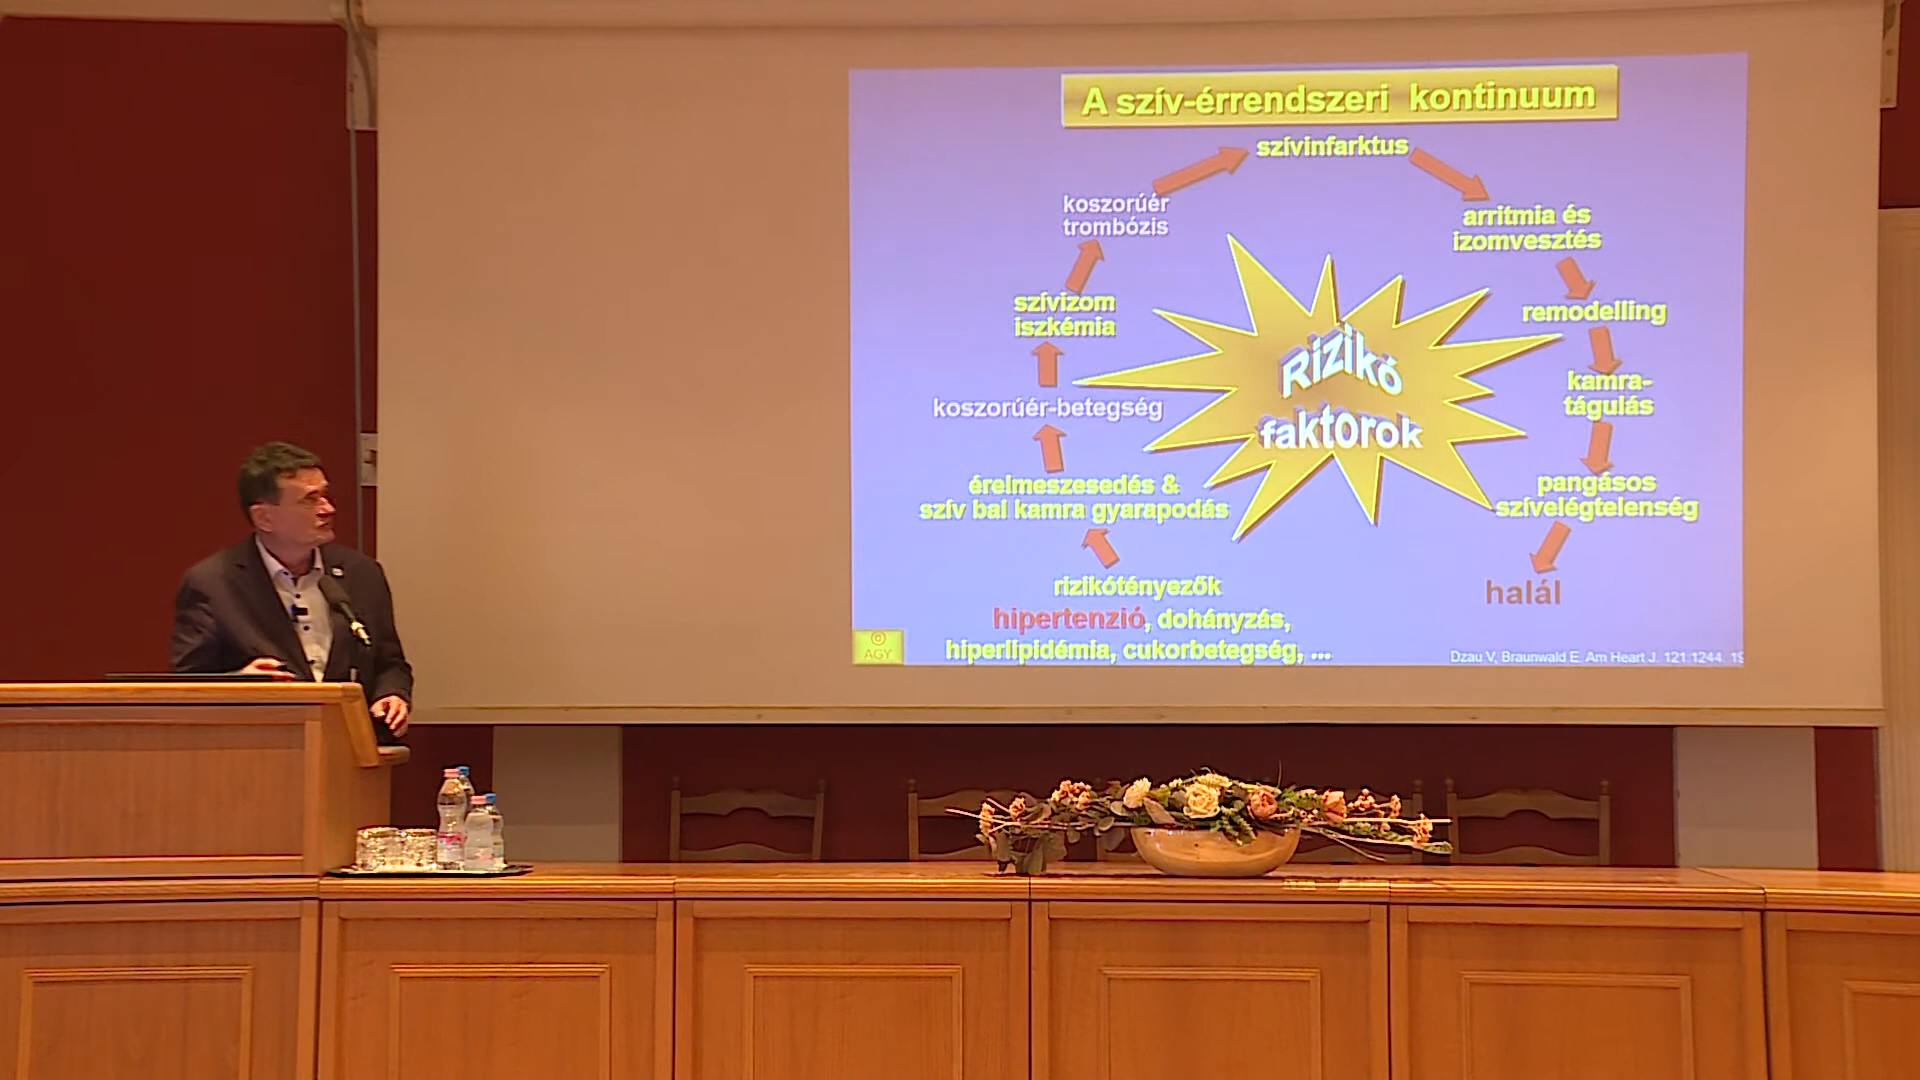 A szív-érrendszeri kontinuum
szívinfarktus
koszorúér
trombózis
arritmia és
izomvesztés
szívizom
iszkémia
remodelling
Rizikó
faktorok
kamra-
tágulás
koszorúér-betegség
érelmeszesedés &
szív bal kamra gyarapodás
pangásos
szívelégtelenség
rizikótényezők
hipertenzió, dohányzás,
hiperlipidémia, cukorbetegség, ...
halál
AGY
Dzau V, Braunwald E, Am Heart J. 121:1244 19